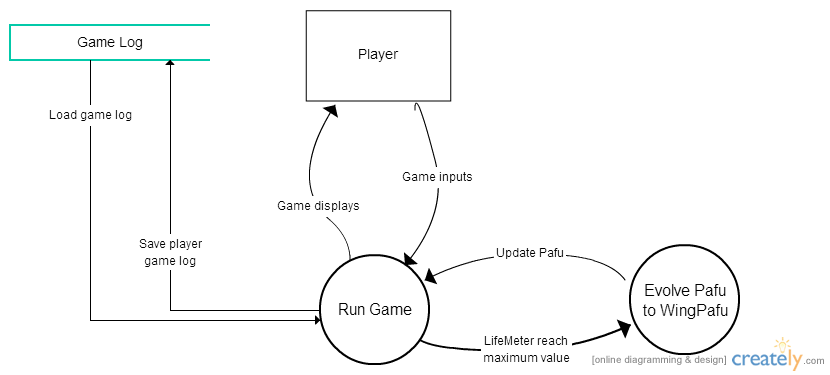 Game Log
Player
Load game log
Game inputs
Game displays
Save player
game log
Update Pafu
Run Game
Evolve Pafu
to WingPafu
LifeMeter reach
maximum value
[online diagramming & design] creately.com